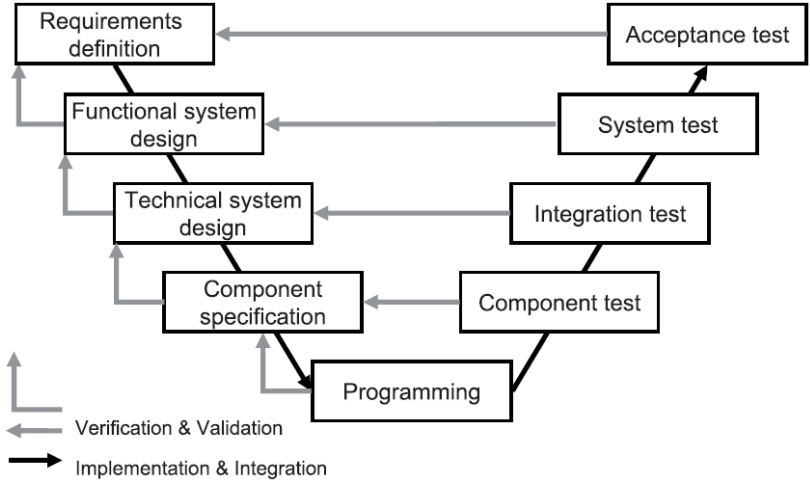 Requirements
definition
Acceptance test
Functional system
design
System test
Technical system
design
Integration test
Component
specification
Component test
Programming
Verification & Validation
Implementation & Integration